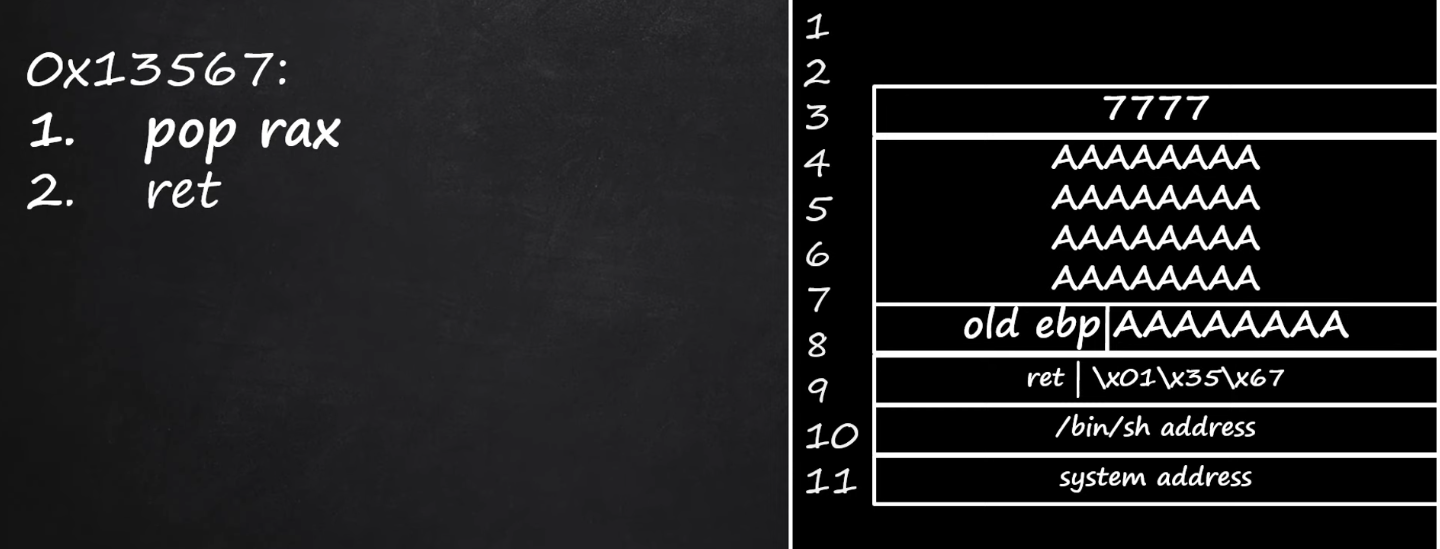 0x13567:
1. pop rax
2. ret
1
2
3 7777
4 AAAAAAAA
5 AAAAAAAA
6 AAAAAAAA
7 AAAAAAAA
8 old ebp|AAAAAAAA
9 ret | \x01\x35\x67
10 /bin/sh address
11 system address